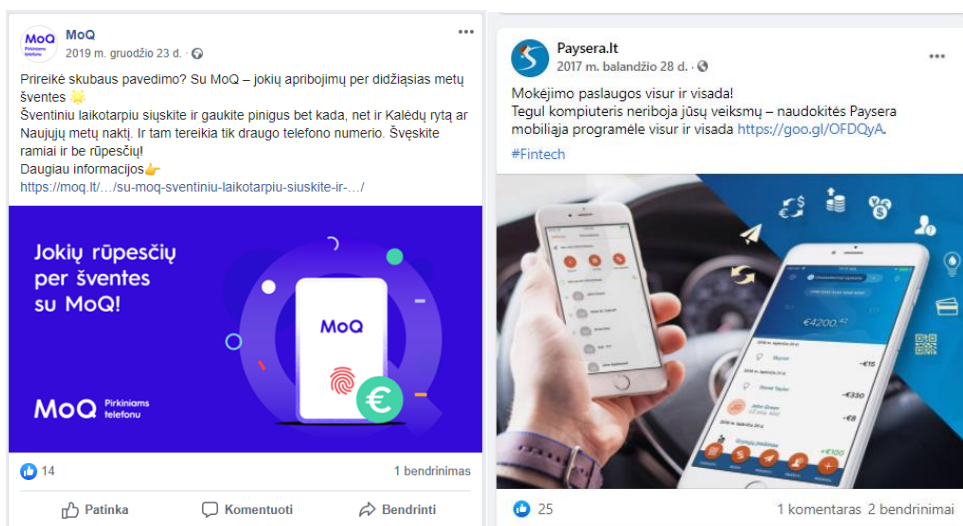 MoQ
Pirkiniams
telefonu
MoQ
2019 m. gruodžio 23 d. ·
Prireikė skubaus pavedimo? Su MoQ – jokių apribojimų per didžiąsias metų
šventes 🌟
Šventiniu laikotarpiu siųskite ir gaukite pinigus bet kada, net ir Kalėdų rytą ar
Naujųjų metų naktį. Ir tam tereikia tik draugo telefono numerio. Švęskite
ramiai ir be rūpesčių!
Daugiau informacijos👉
https://moq.lt/.../su-moq-sventiniu-laikotarpiu-siuskite-ir-.../
Jokių rūpesčių
per šventes
su MoQ!
MoQ
€
MoQ Pirkiniams
telefonu
14
1 bendrinimas
Patinka
Komentuoti
Bendrinti
Paysera.lt
2017 m. balandžio 28 d. ·
Mokėjimo paslaugos visur ir visada!
Tegul kompiuteris neriboja jūsų veiksmų – naudokitės Paysera
mobiliąja programėle visur ir visada https://goo.gl/OFDQyA.
#Fintech
€4200.42
-€15
David Taylor
-€330
John Green
-€8
+€100
25
1 komentaras 2 bendrinimai